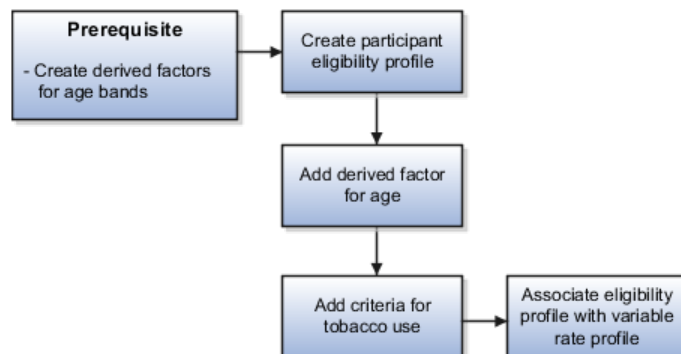 Prerequisite
- Create derived factors
for age bands
Create participant
eligibility profile
Add derived factor
for age
Add criteria for
tobacco use
Associate eligibility
profile with variable
rate profile